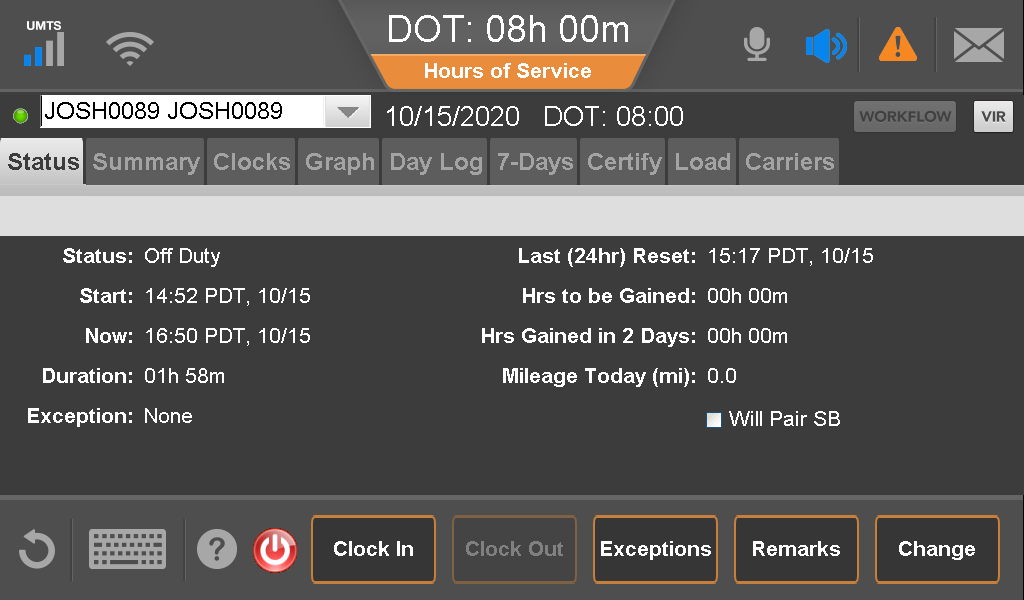 UMTS
DOT: 08h 00m
Hours of Service
JOSH0089 JOSH0089
10/15/2020 DOT: 08:00
WORKFLOW
VIR
Status Summary Clocks Graph Day Log 7-Days Certify Load Carriers
Status: Off Duty
Last (24hr) Reset: 15:17 PDT, 10/15
Start: 14:52 PDT, 10/15
Hrs to be Gained: 00h 00m
Now: 16:50 PDT, 10/15
Hrs Gained in 2 Days: 00h 00m
Duration: 01h 58m
Mileage Today (mi): 0.0
Exception: None
Will Pair SB
?
Clock In
Clock Out
Exceptions
Remarks
Change